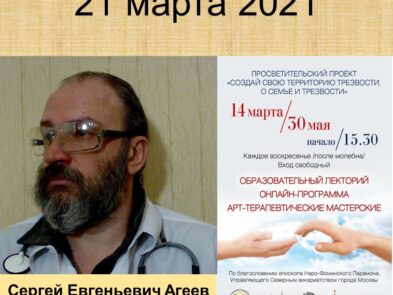 21 марта 2021
ПРОСВЕТИТЕЛЬСКИЙ ПРОЕКТ
«СОЗДАЙ СВОЮ ТЕРРИТОРИЮ ТРЕЗВОСТИ.
О СЕМЬЕ И ТРЕЗВОСТИ»
14 марта/30 мая
начало/15.30
Каждое воскресенье /после молебна/
Вход свободный
ОБРАЗОВАТЕЛЬНЫЙ ЛЕКТОРИЙ
ОНЛАЙН-ПРОГРАММА
АРТ-ТЕРАПЕВТИЧЕСКИЕ МАСТЕРСКИЕ
По благословению епископа Наро-Фоминского Парамона,
Управляющего Северным викариатством города Москвы
Сергей Евгеньевич Агеев